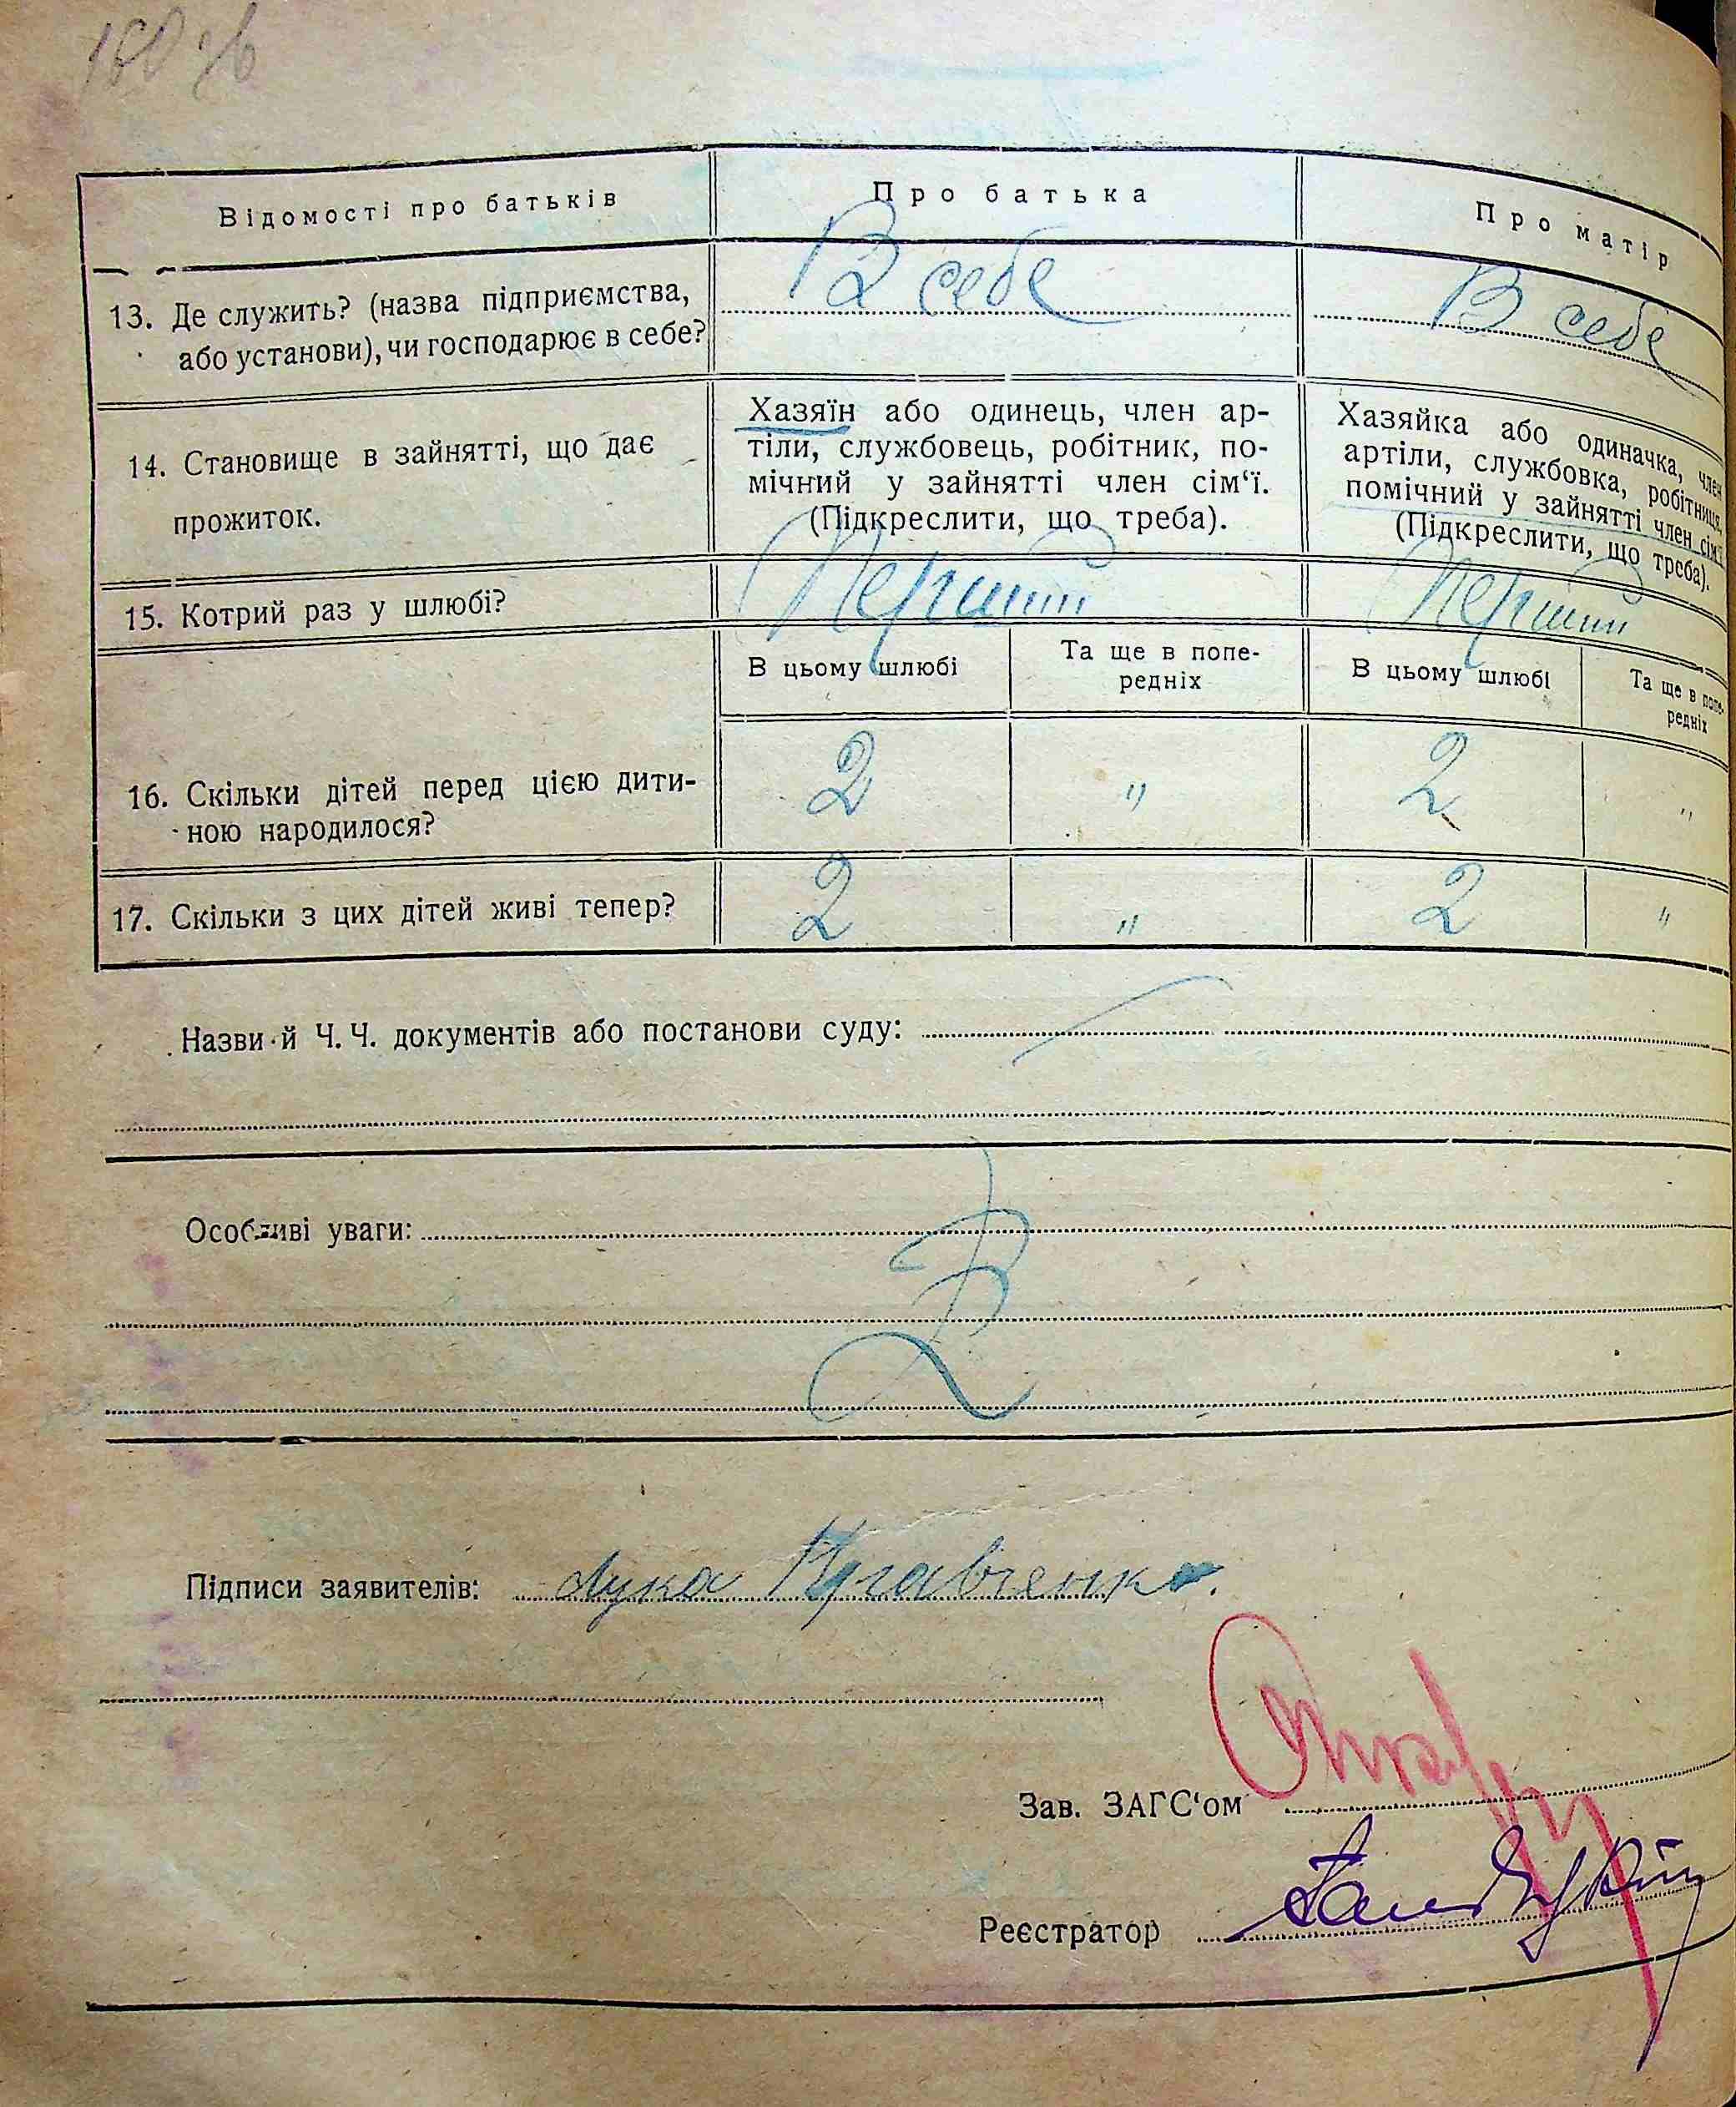 180 зв
Відомості про батьків
Про батька
Про матір
13. Де служить? (назва підприємства,
або установи), чи господарює в себе?
В себе
В себе
14. Становище в зайнятті, що дає
прожиток.
Хазяїн або одинець, член ар-
тіли, службовець, робітник, по-
мічний у зайнятті член сім‘ї.
(Підкреслити, що треба).
Хазяйка або одиначка, член
артіли, службовка, робітниця,
помічний у зайнятті член сім‘ї
(Підкреслити, що треба).
15. Котрий раз у шлюбі?
Перший
Перший
В цьому шлюбі
Та ще в попе-
редніх
В цьому шлюбі
Та ще в попе-
редніх
16. Скільки дітей перед цією дити-
ною народилося?
2 " 2 "
17. Скільки з цих дітей живі тепер?
2 " 2 "
Назви й Ч. Ч. документів або постанови суду:
Особливі уваги:
Підписи заявителів: Лука Кравченко.
Зав. ЗАГС‘ом
Реєстратор